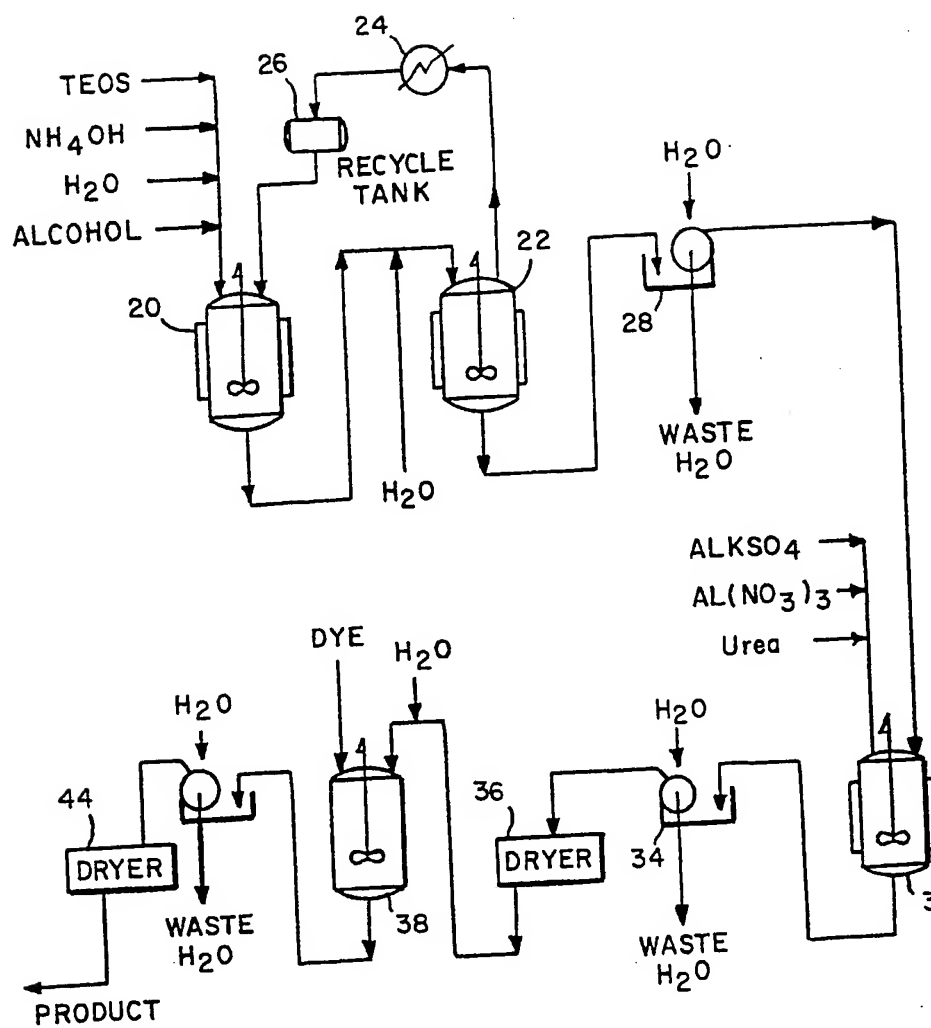 24
26
TEOS
NH4OH
H2O
ALCOHOL
RECYCLE
TANK
H2O
22
20
28
WASTE
H2O
H2O
ALKSO4
AL(NO3)3
Urea
DYE
H2O
H2O
H2O
44
36
DRYER
DRYER
34
38
3
WASTE
H2O
WASTE
H2O
PRODUCT